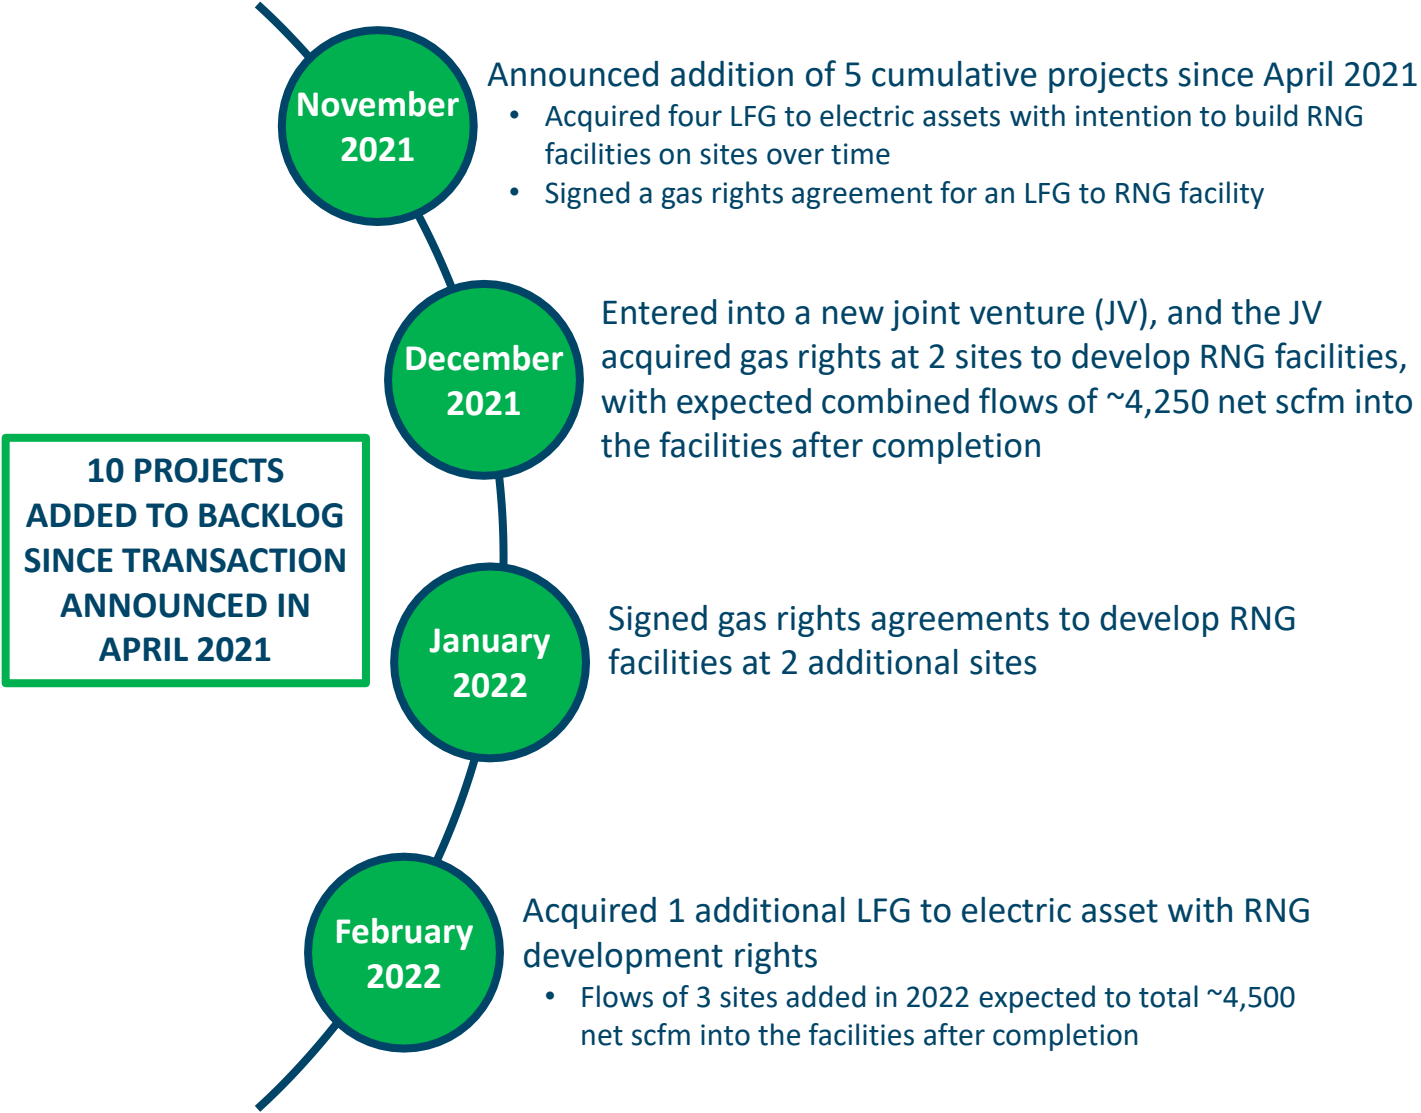 November
2021
Announced addition of 5 cumulative projects since April 2021
• Acquired four LFG to electric assets with intention to build RNG
facilities on sites over time
• Signed a gas rights agreement for an LFG to RNG facility
December
2021
Entered into a new joint venture (JV), and the JV
acquired gas rights at 2 sites to develop RNG facilities,
with expected combined flows of ~4,250 net scfm into
the facilities after completion
10 PROJECTS
ADDED TO BACKLOG
SINCE TRANSACTION
ANNOUNCED IN
APRIL 2021
January
2022
Signed gas rights agreements to develop RNG
facilities at 2 additional sites
February
2022
Acquired 1 additional LFG to electric asset with RNG
development rights
• Flows of 3 sites added in 2022 expected to total ~4,500
net scfm into the facilities after completion